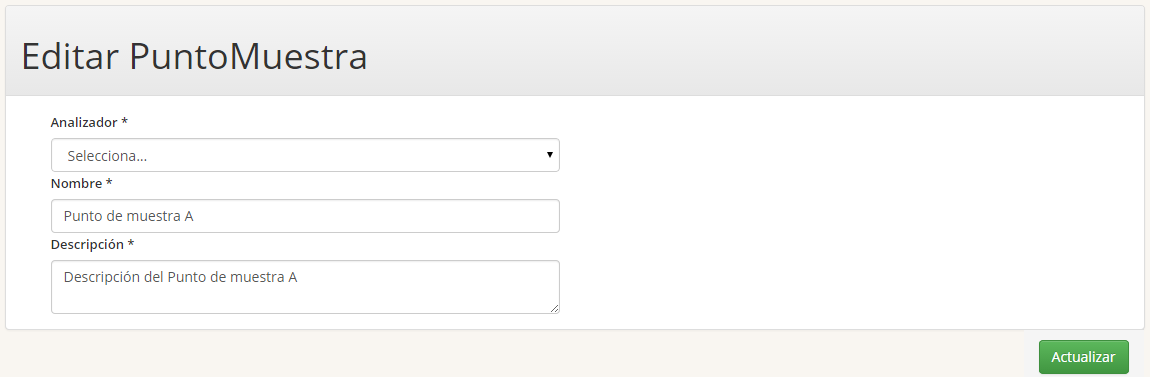 Editar PuntoMuestra
Analizador *
Selecciona...
Nombre *
Punto de muestra A
Descripción *
Descripción del Punto de muestra A
Actualizar